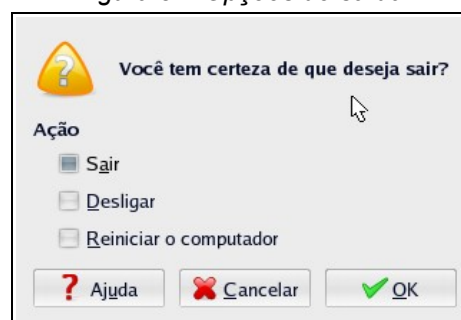 Você tem certeza de que deseja sair?
Ação
Sair
Desligar
Reiniciar o computador
Ajuda Cancelar OK